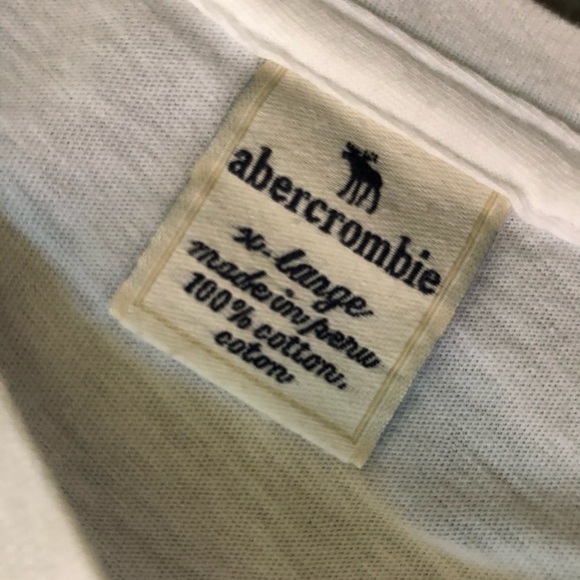 abercrombie
x-large
made in peru
100% cotton,
coton